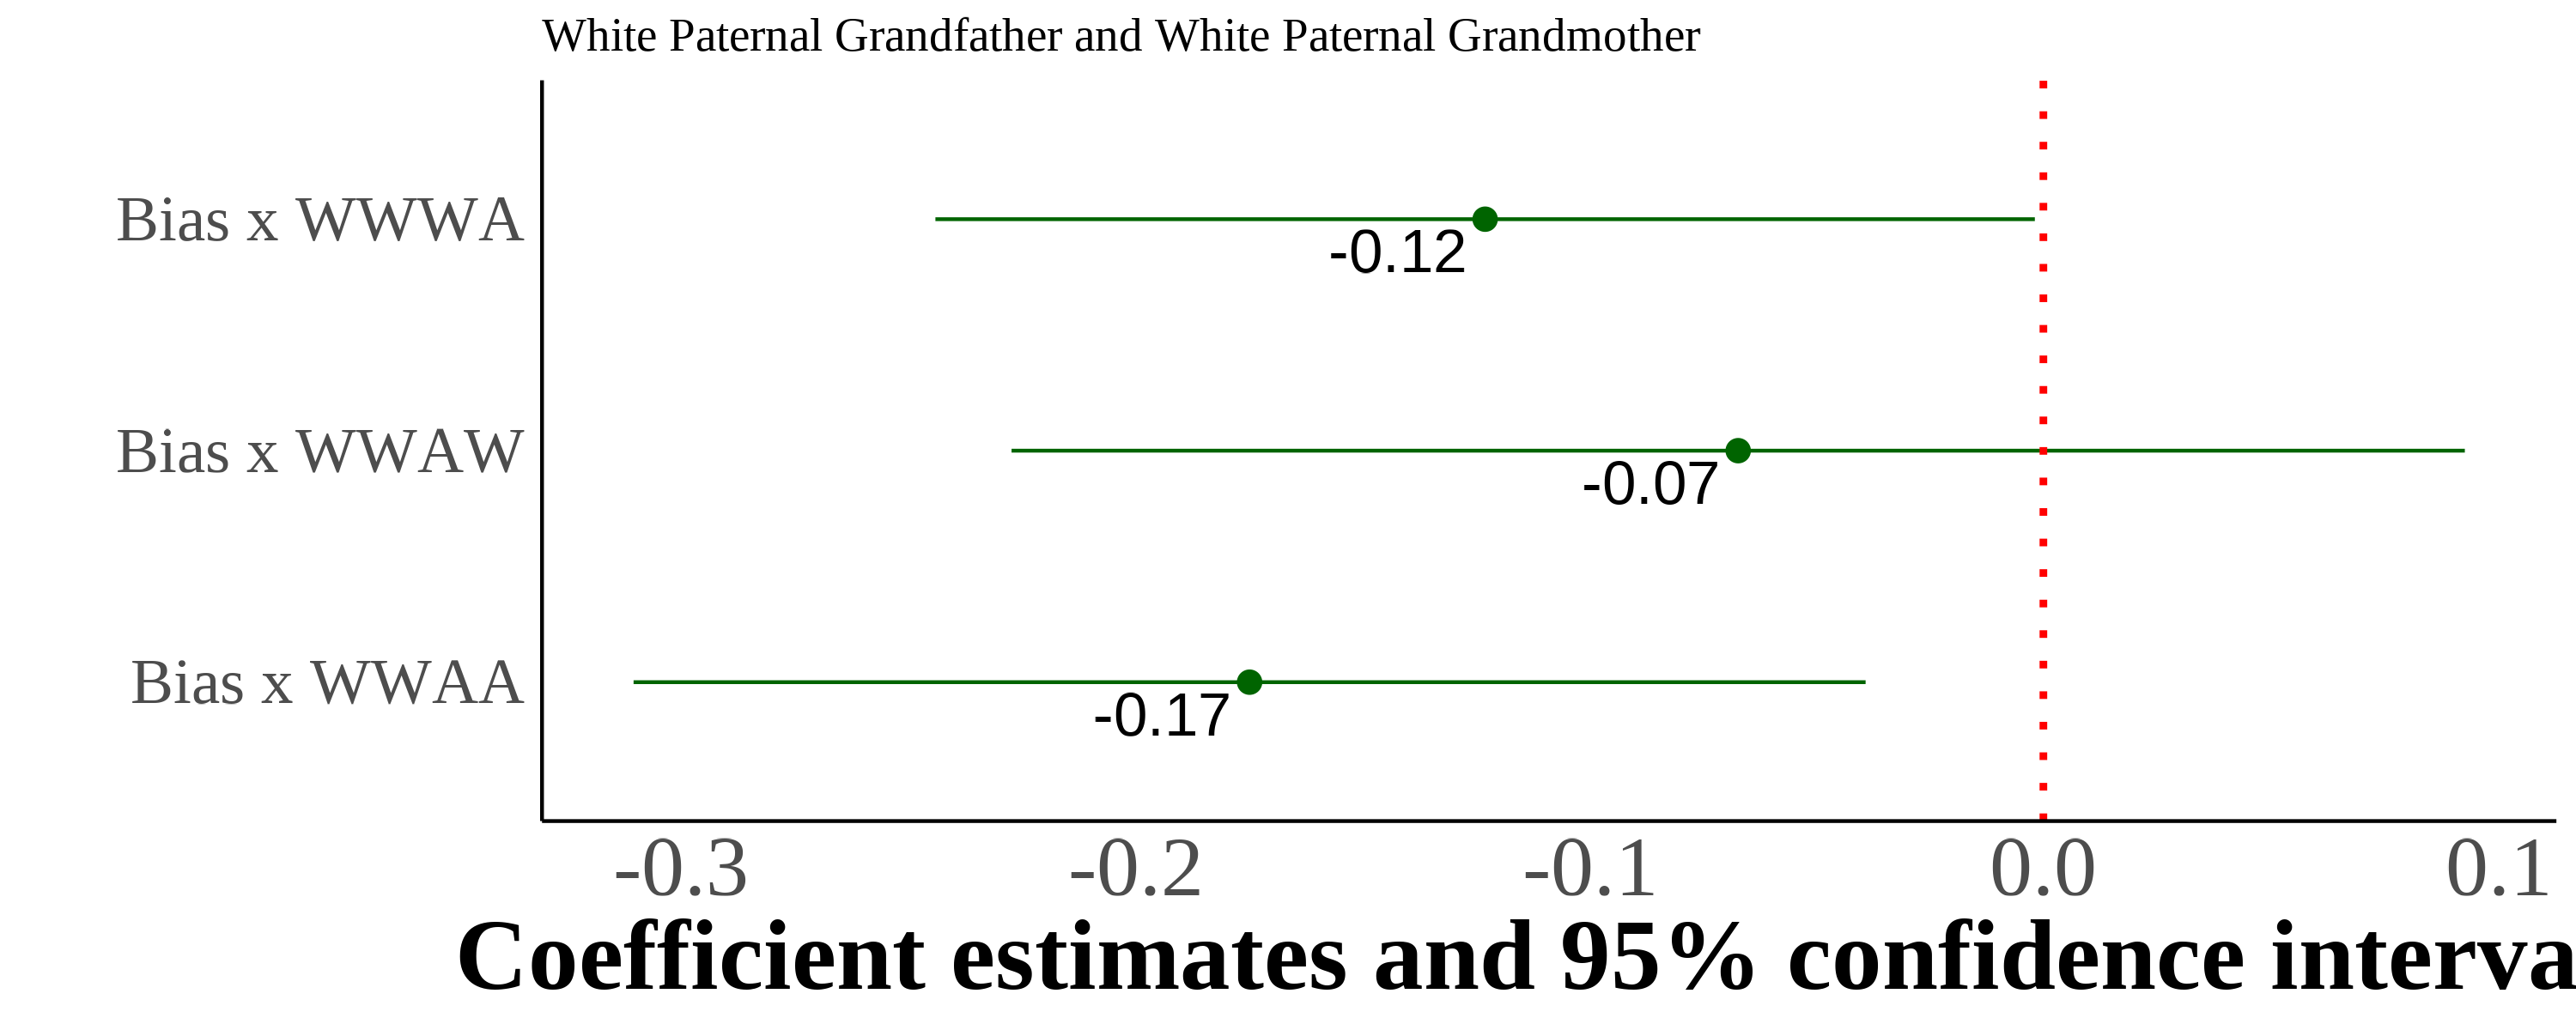 White Paternal Grandfather and White Paternal Grandmother
Bias x WWWA
-0.12
Bias x WWAW
-0.07
Bias x WWAA
-0.17
-0.3 -0.2 -0.1 0.0 0.1
Coefficient estimates and 95% confidence interva